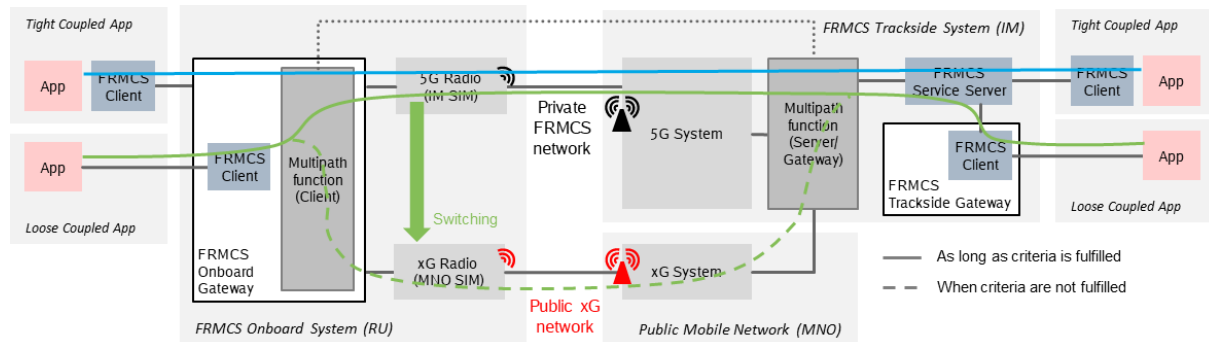 Tight Coupled App
App
FRMCS
Client
App
Loose Coupled App
FRMCS
Client
Multipath
function
(Client)
FRMCS
Onboard
Gateway
5G Radio
(IM SIM)
Switching
xG Radio
(MNO SIM)
FRMCS Onboard System (RU)
Private
FRMCS
network
Public xG
network
FRMCS Trackside System (IM)
5G System
Multipath
function
(Server/
Gateway)
FRMCS
Service Server
FRMCS
Client
FRMCS
Trackside Gateway
xG System
Public Mobile Network (MNO)
Tight Coupled App
FRMCS
Client
App
App
Loose Coupled App
As long as criteria is fulfilled
When criteria are not fulfilled